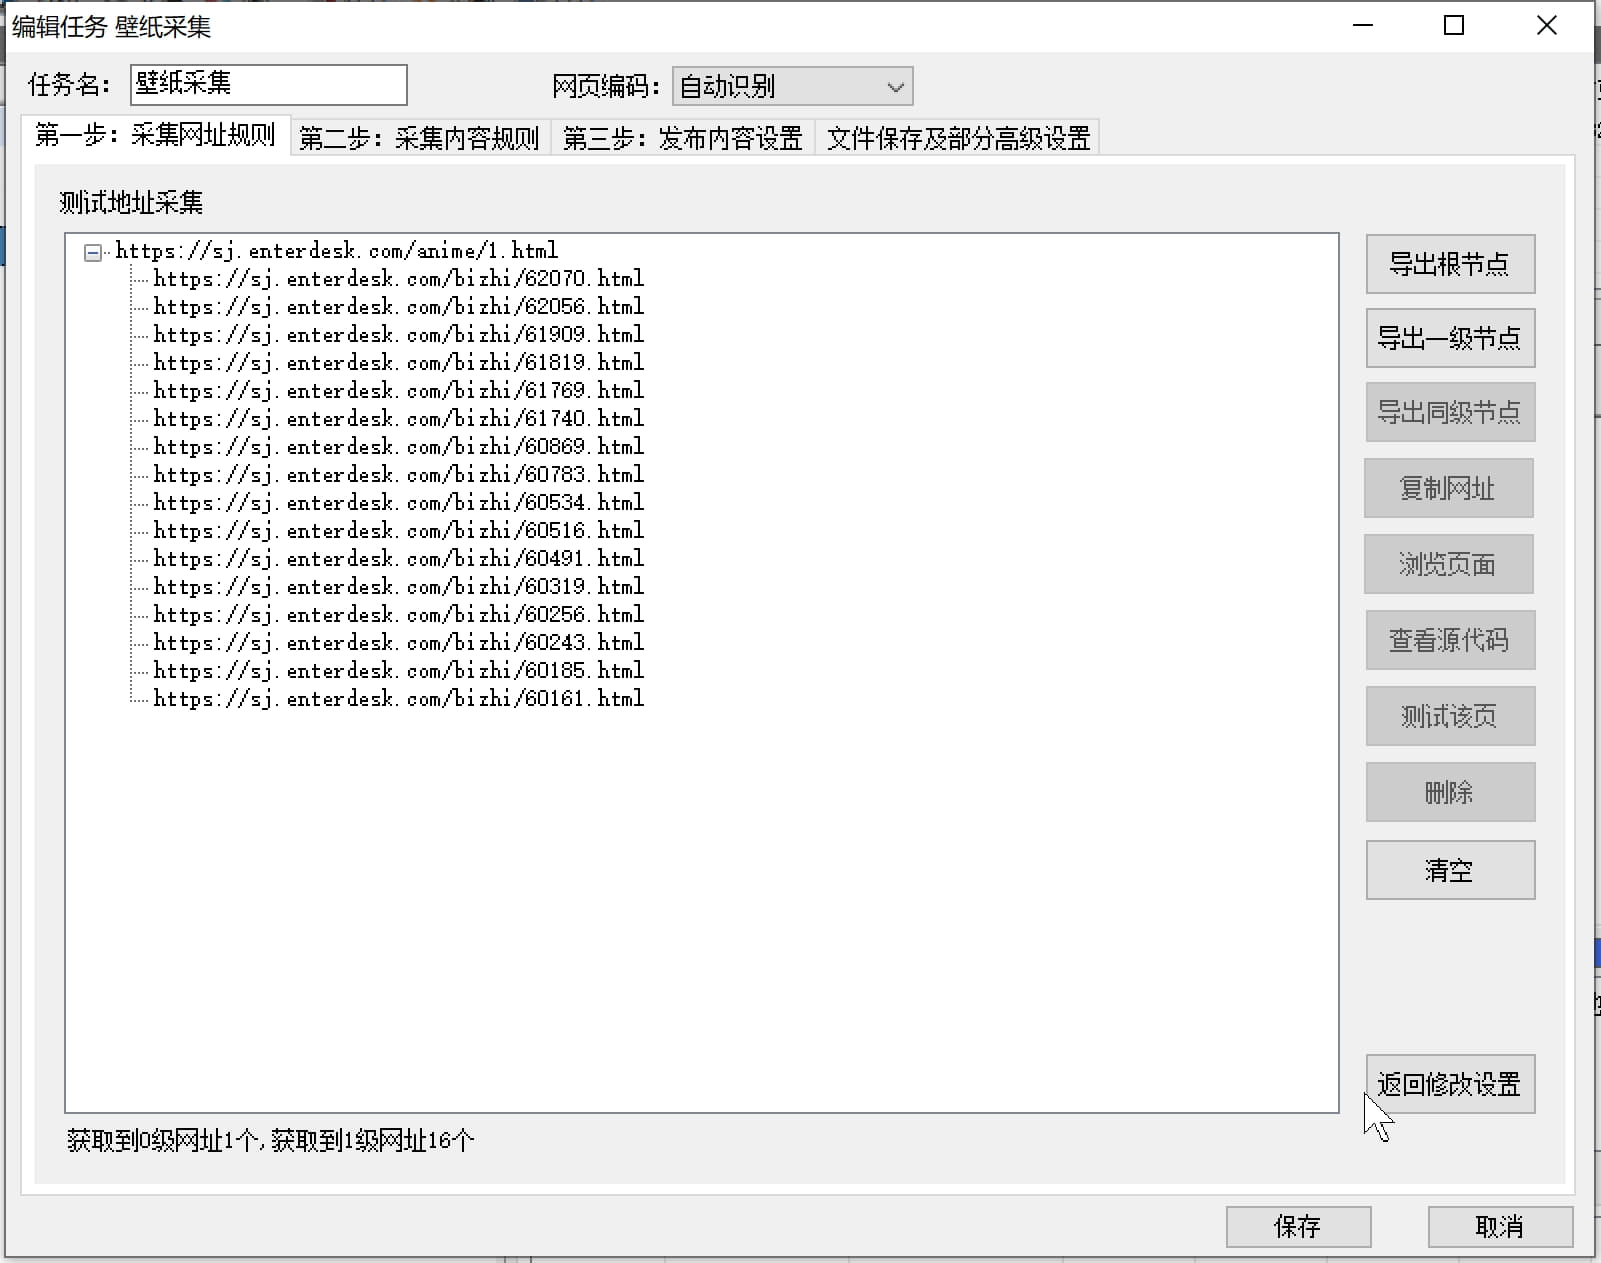 编辑任务 壁纸采集
任务名： 壁纸采集 网页编码： 自动识别
第一步：采集网址规则 第二步：采集内容规则 第三步：发布内容设置 文件保存及部分高级设置
测试地址采集
https://sj.enterdesk.com/anime/1.html
https://sj.enterdesk.com/bizhi/62070.html
https://sj.enterdesk.com/bizhi/62056.html
https://sj.enterdesk.com/bizhi/61909.html
https://sj.enterdesk.com/bizhi/61819.html
https://sj.enterdesk.com/bizhi/61769.html
https://sj.enterdesk.com/bizhi/61740.html
https://sj.enterdesk.com/bizhi/60869.html
https://sj.enterdesk.com/bizhi/60783.html
https://sj.enterdesk.com/bizhi/60534.html
https://sj.enterdesk.com/bizhi/60516.html
https://sj.enterdesk.com/bizhi/60491.html
https://sj.enterdesk.com/bizhi/60319.html
https://sj.enterdesk.com/bizhi/60256.html
https://sj.enterdesk.com/bizhi/60243.html
https://sj.enterdesk.com/bizhi/60185.html
https://sj.enterdesk.com/bizhi/60161.html
导出根节点
导出一级节点
导出同级节点
复制网址
浏览页面
查看源代码
测试该页
删除
清空
返回修改设置
获取到0级网址1个,获取到1级网址16个
保存 取消